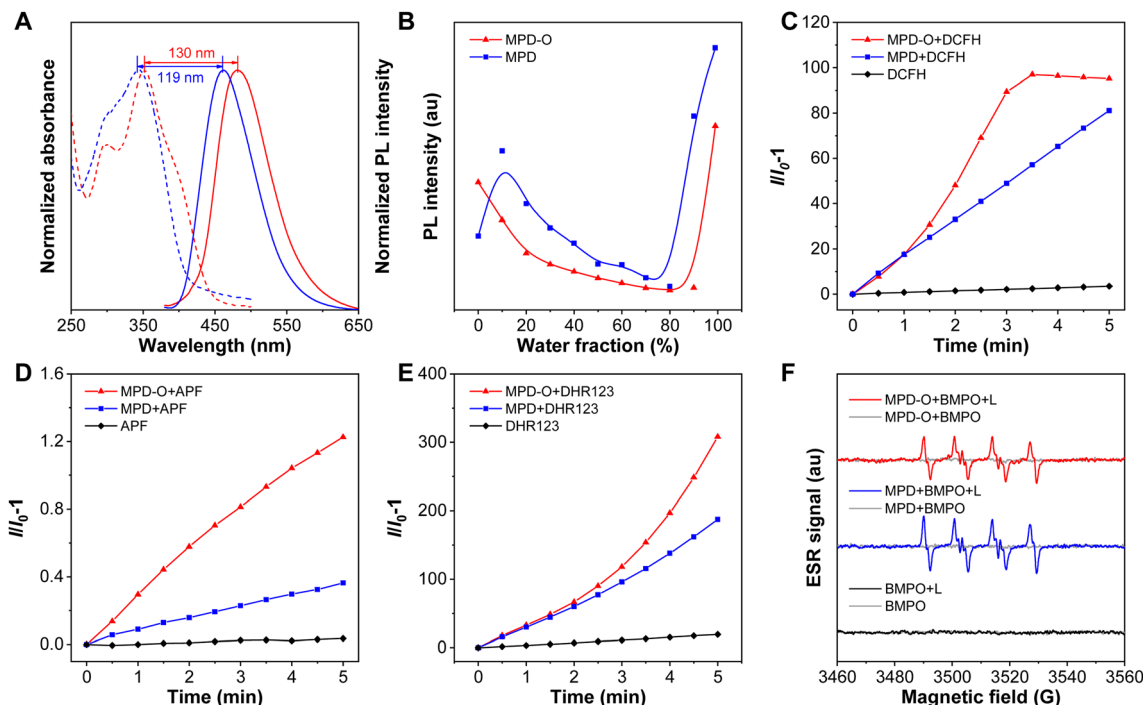 A
Normalized absorbance
Normalized PL intensity
130 nm
119 nm
250
350
450
550
650
Wavelength (nm)
B
PL intensity (au)
MPD-O
MPD
0
20
40
60
80
100
Water fraction (%)
C
I/I0-1
MPD-O+DCFH
MPD+DCFH
DCFH
120
100
80
60
40
20
0
0
1
2
3
4
5
Time (min)
D
I/I0-1
MPD-O+APF
MPD+APF
APF
1.6
1.2
0.8
0.4
0.0
0
1
2
3
4
5
Time (min)
E
I/I0-1
MPD-O+DHR123
MPD+DHR123
DHR123
400
300
200
100
0
0
1
2
3
4
5
Time (min)
F
ESR signal (au)
MPD-O+BMPO+L
MPD-O+BMPO
MPD+BMPO+L
MPD+BMPO
BMPO+L
BMPO
3460
3480
3500
3520
3540
3560
Magnetic field (G)